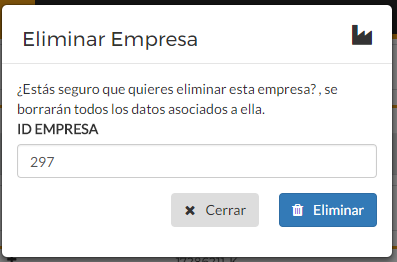 Eliminar Empresa
¿Estás seguro que quieres eliminar esta empresa? , se
borrarán todos los datos asociados a ella.
ID EMPRESA
297
Cerrar
Eliminar